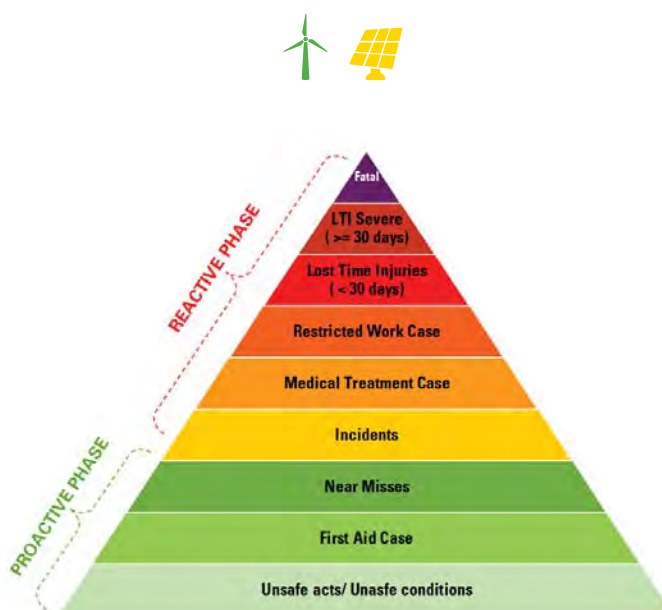 Fatal
LTI Severe
( >= 30 days)
Lost Time Injuries
( < 30 days)
Restricted Work Case
Medical Treatment Case
Incidents
Near Misses
First Aid Case
Unsafe acts/ Unasfe conditions
REACTIVE PHASE
PROACTIVE PHASE